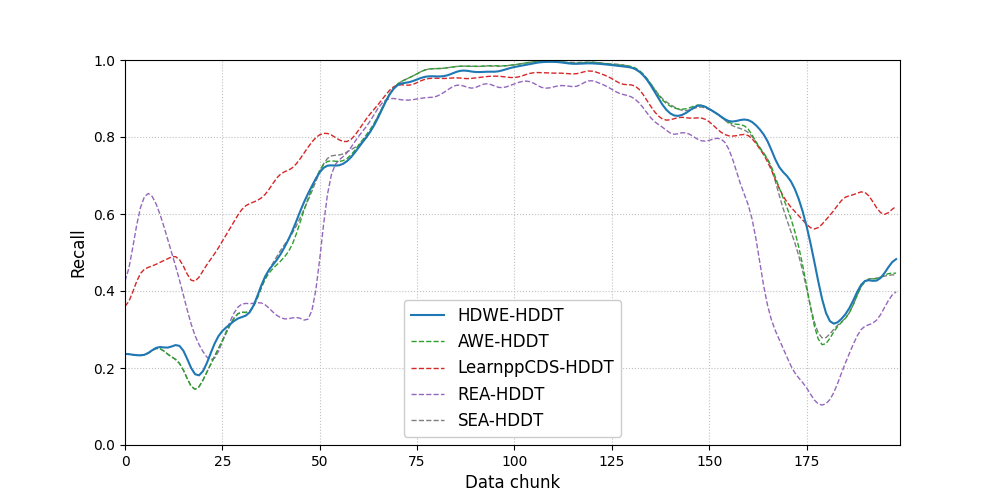 1.0
0.8
0.6
0.4
0.2
0.0
Recall
HDWE-HDDT
AWE-HDDT
LearnppCDS-HDDT
REA-HDDT
SEA-HDDT
0 25 50 75 100 125 150 175
Data chunk